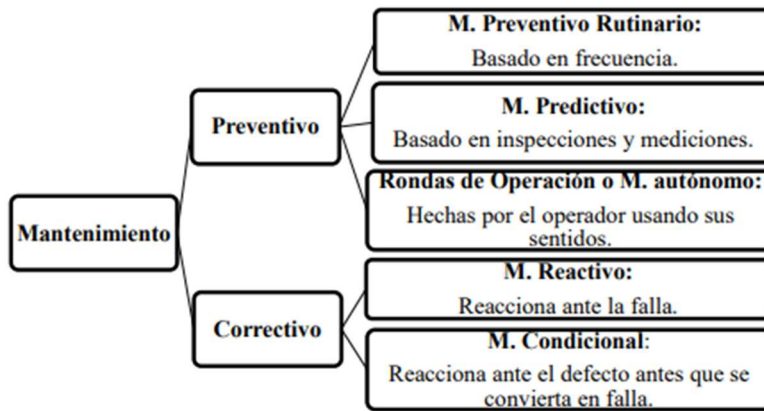 M. Preventivo Rutinario:
Basado en frecuencia.
Preventivo
M. Predictivo:
Basado en inspecciones y mediciones.
Rondas de Operación o M. autónomo:
Hechas por el operador usando sus
sentidos.
Mantenimiento
M. Reactivo:
Reacciona ante la falla.
Correctivo
M. Condicional:
Reacciona ante el defecto antes que se
convierta en falla.